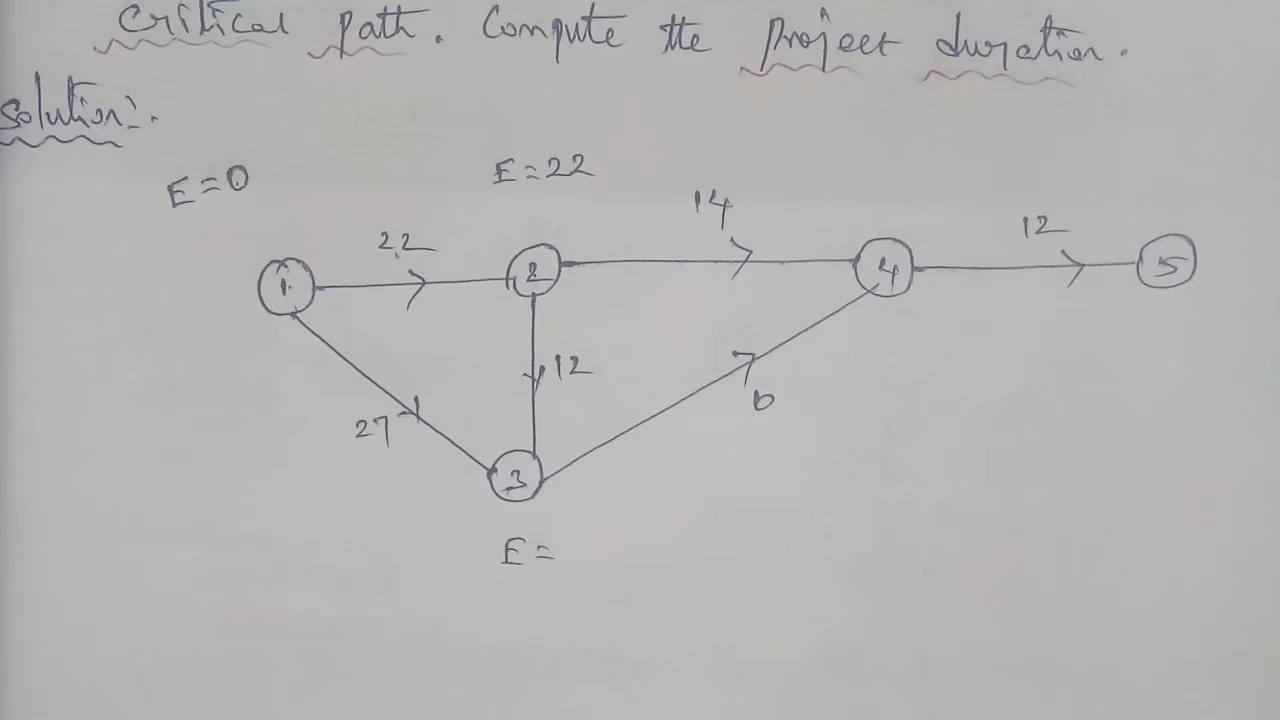 Critical path. Compute the project duration.
Solution:.
E=0
E=22
14
12
22
1
2
4
5
12
27
6
3
E=